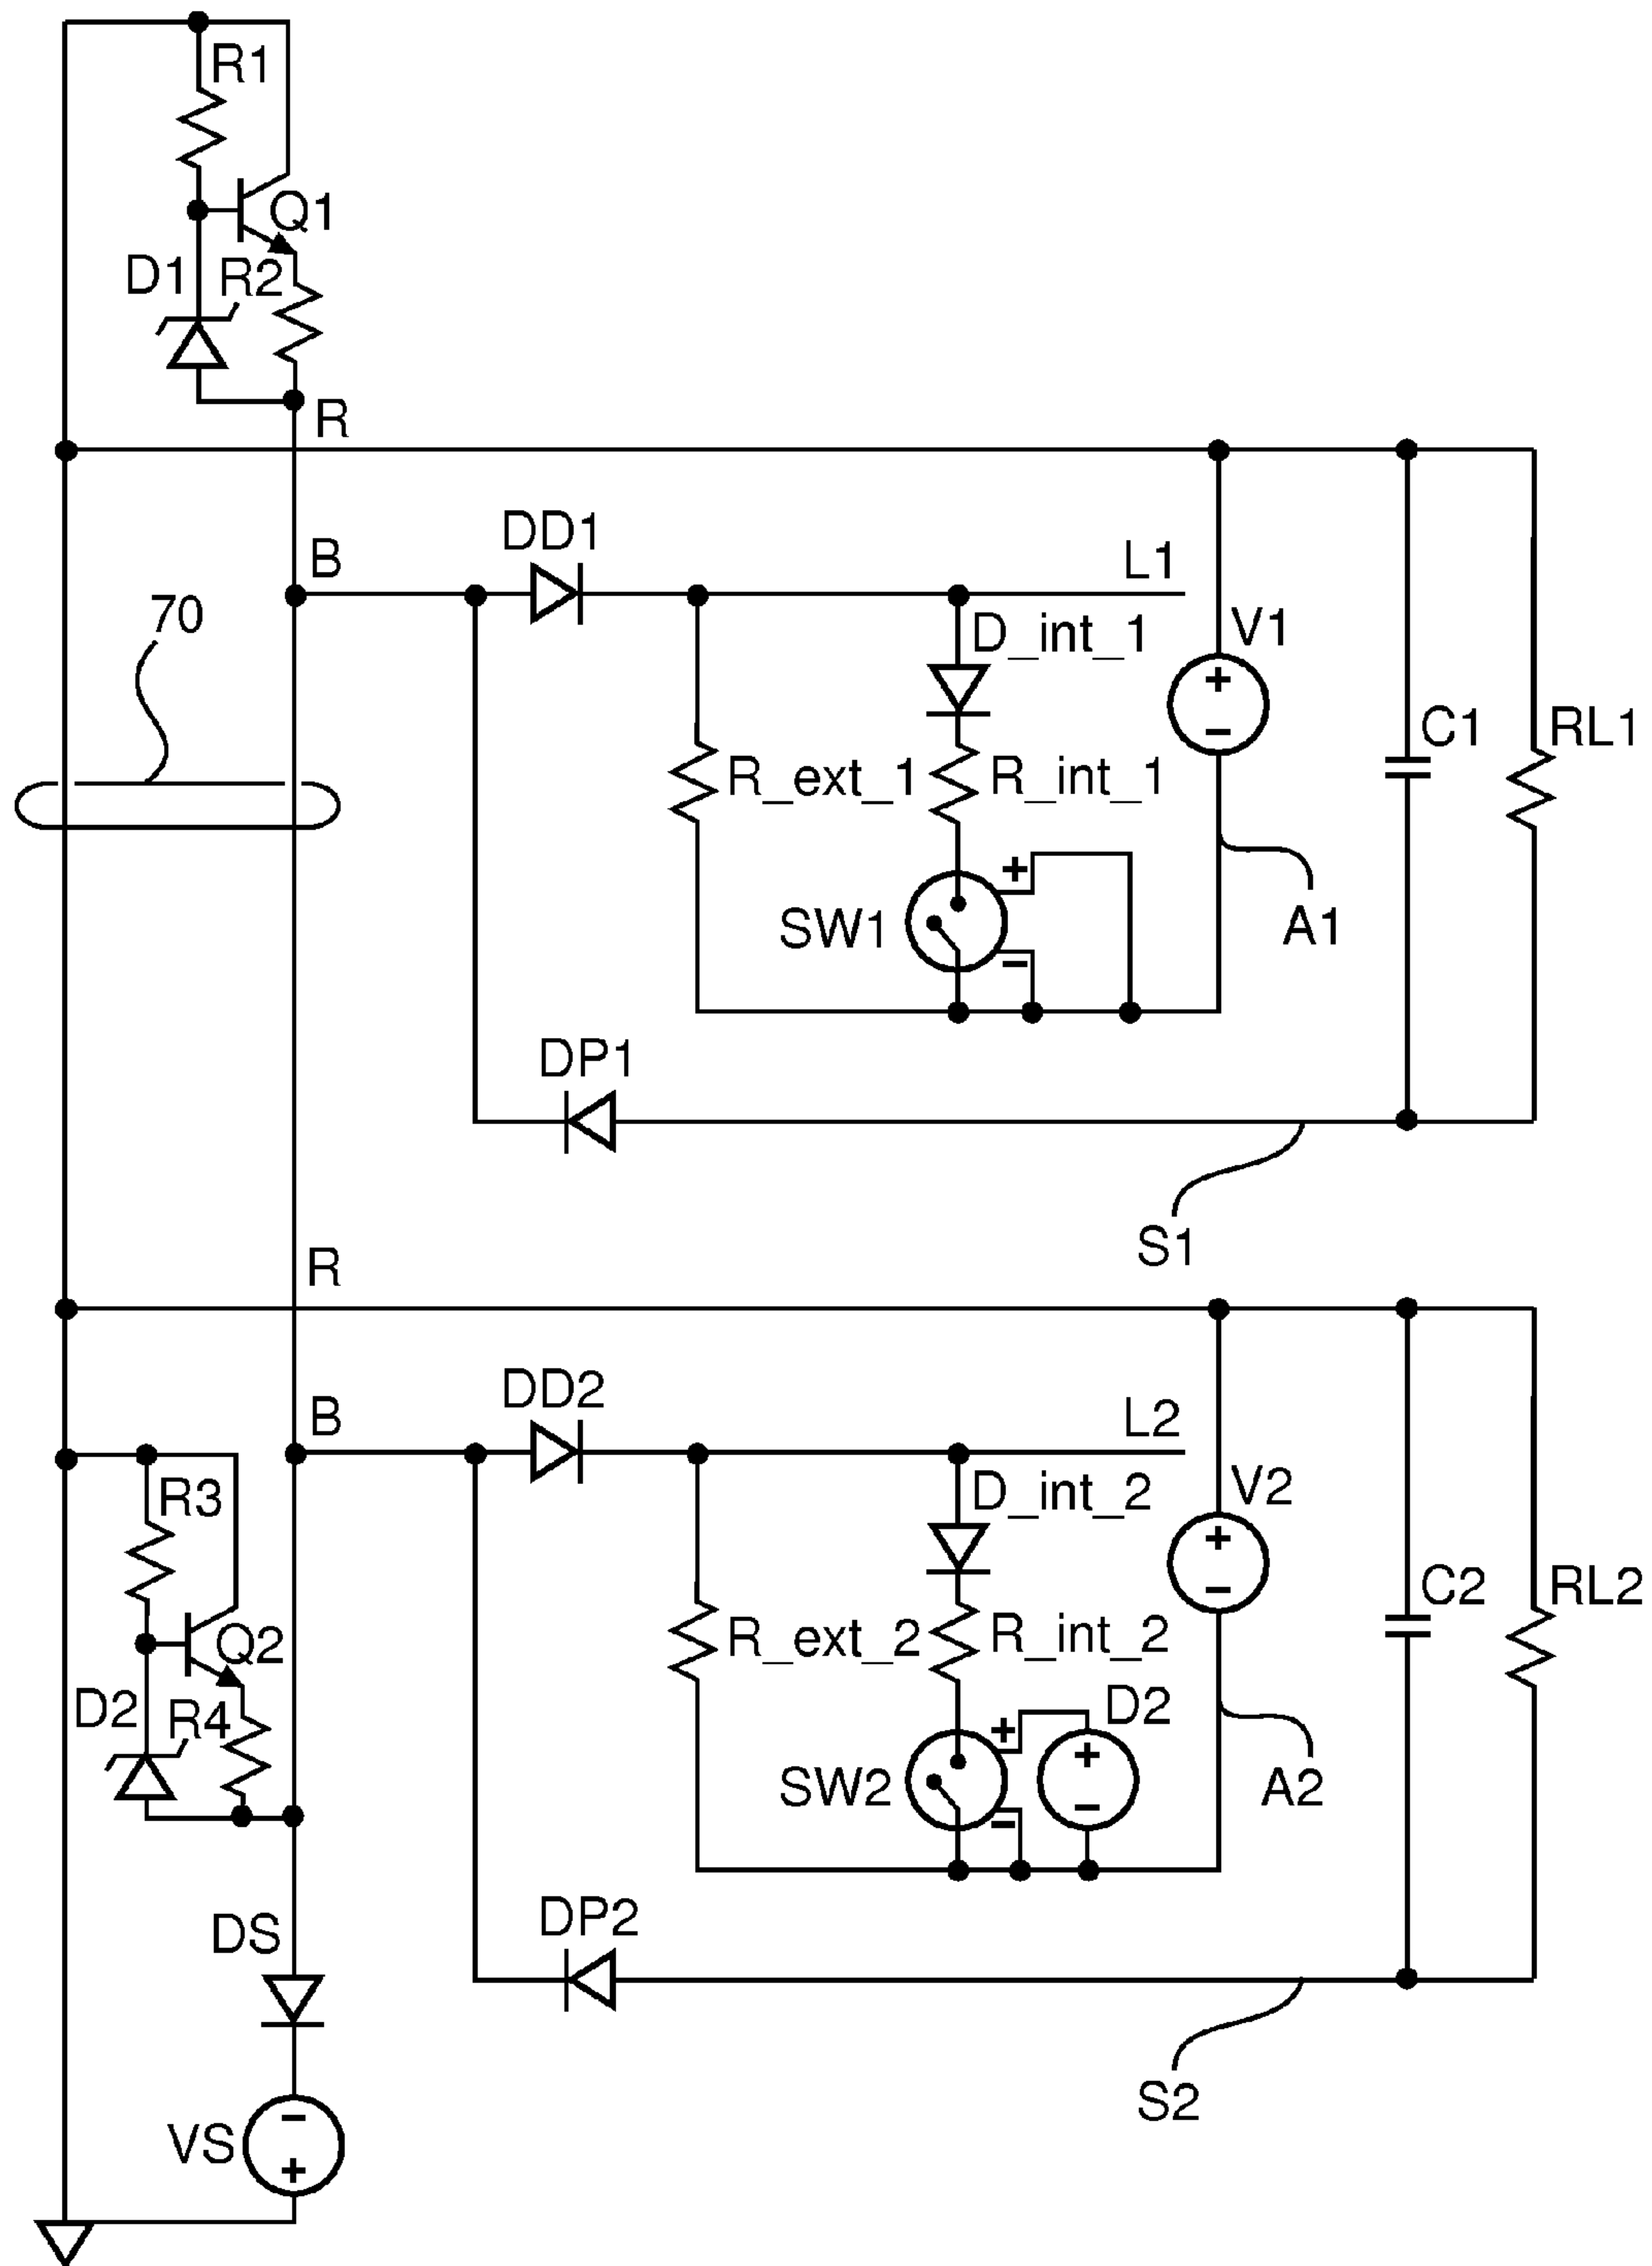 R1
Q1
D1
R2
R
B
DD1
L1
70
D_int_1
V1
C1
RL1
R_ext_1
R_int_1
+
-
+
-
SW1
A1
DP1
S1
R
B
DD2
L2
R3
D_int_2
V2
C2
RL2
Q2
R_ext_2
R_int_2
+
-
D2
R4
D2
+
-
+
-
SW2
A2
DP2
DS
S2
VS
-
+